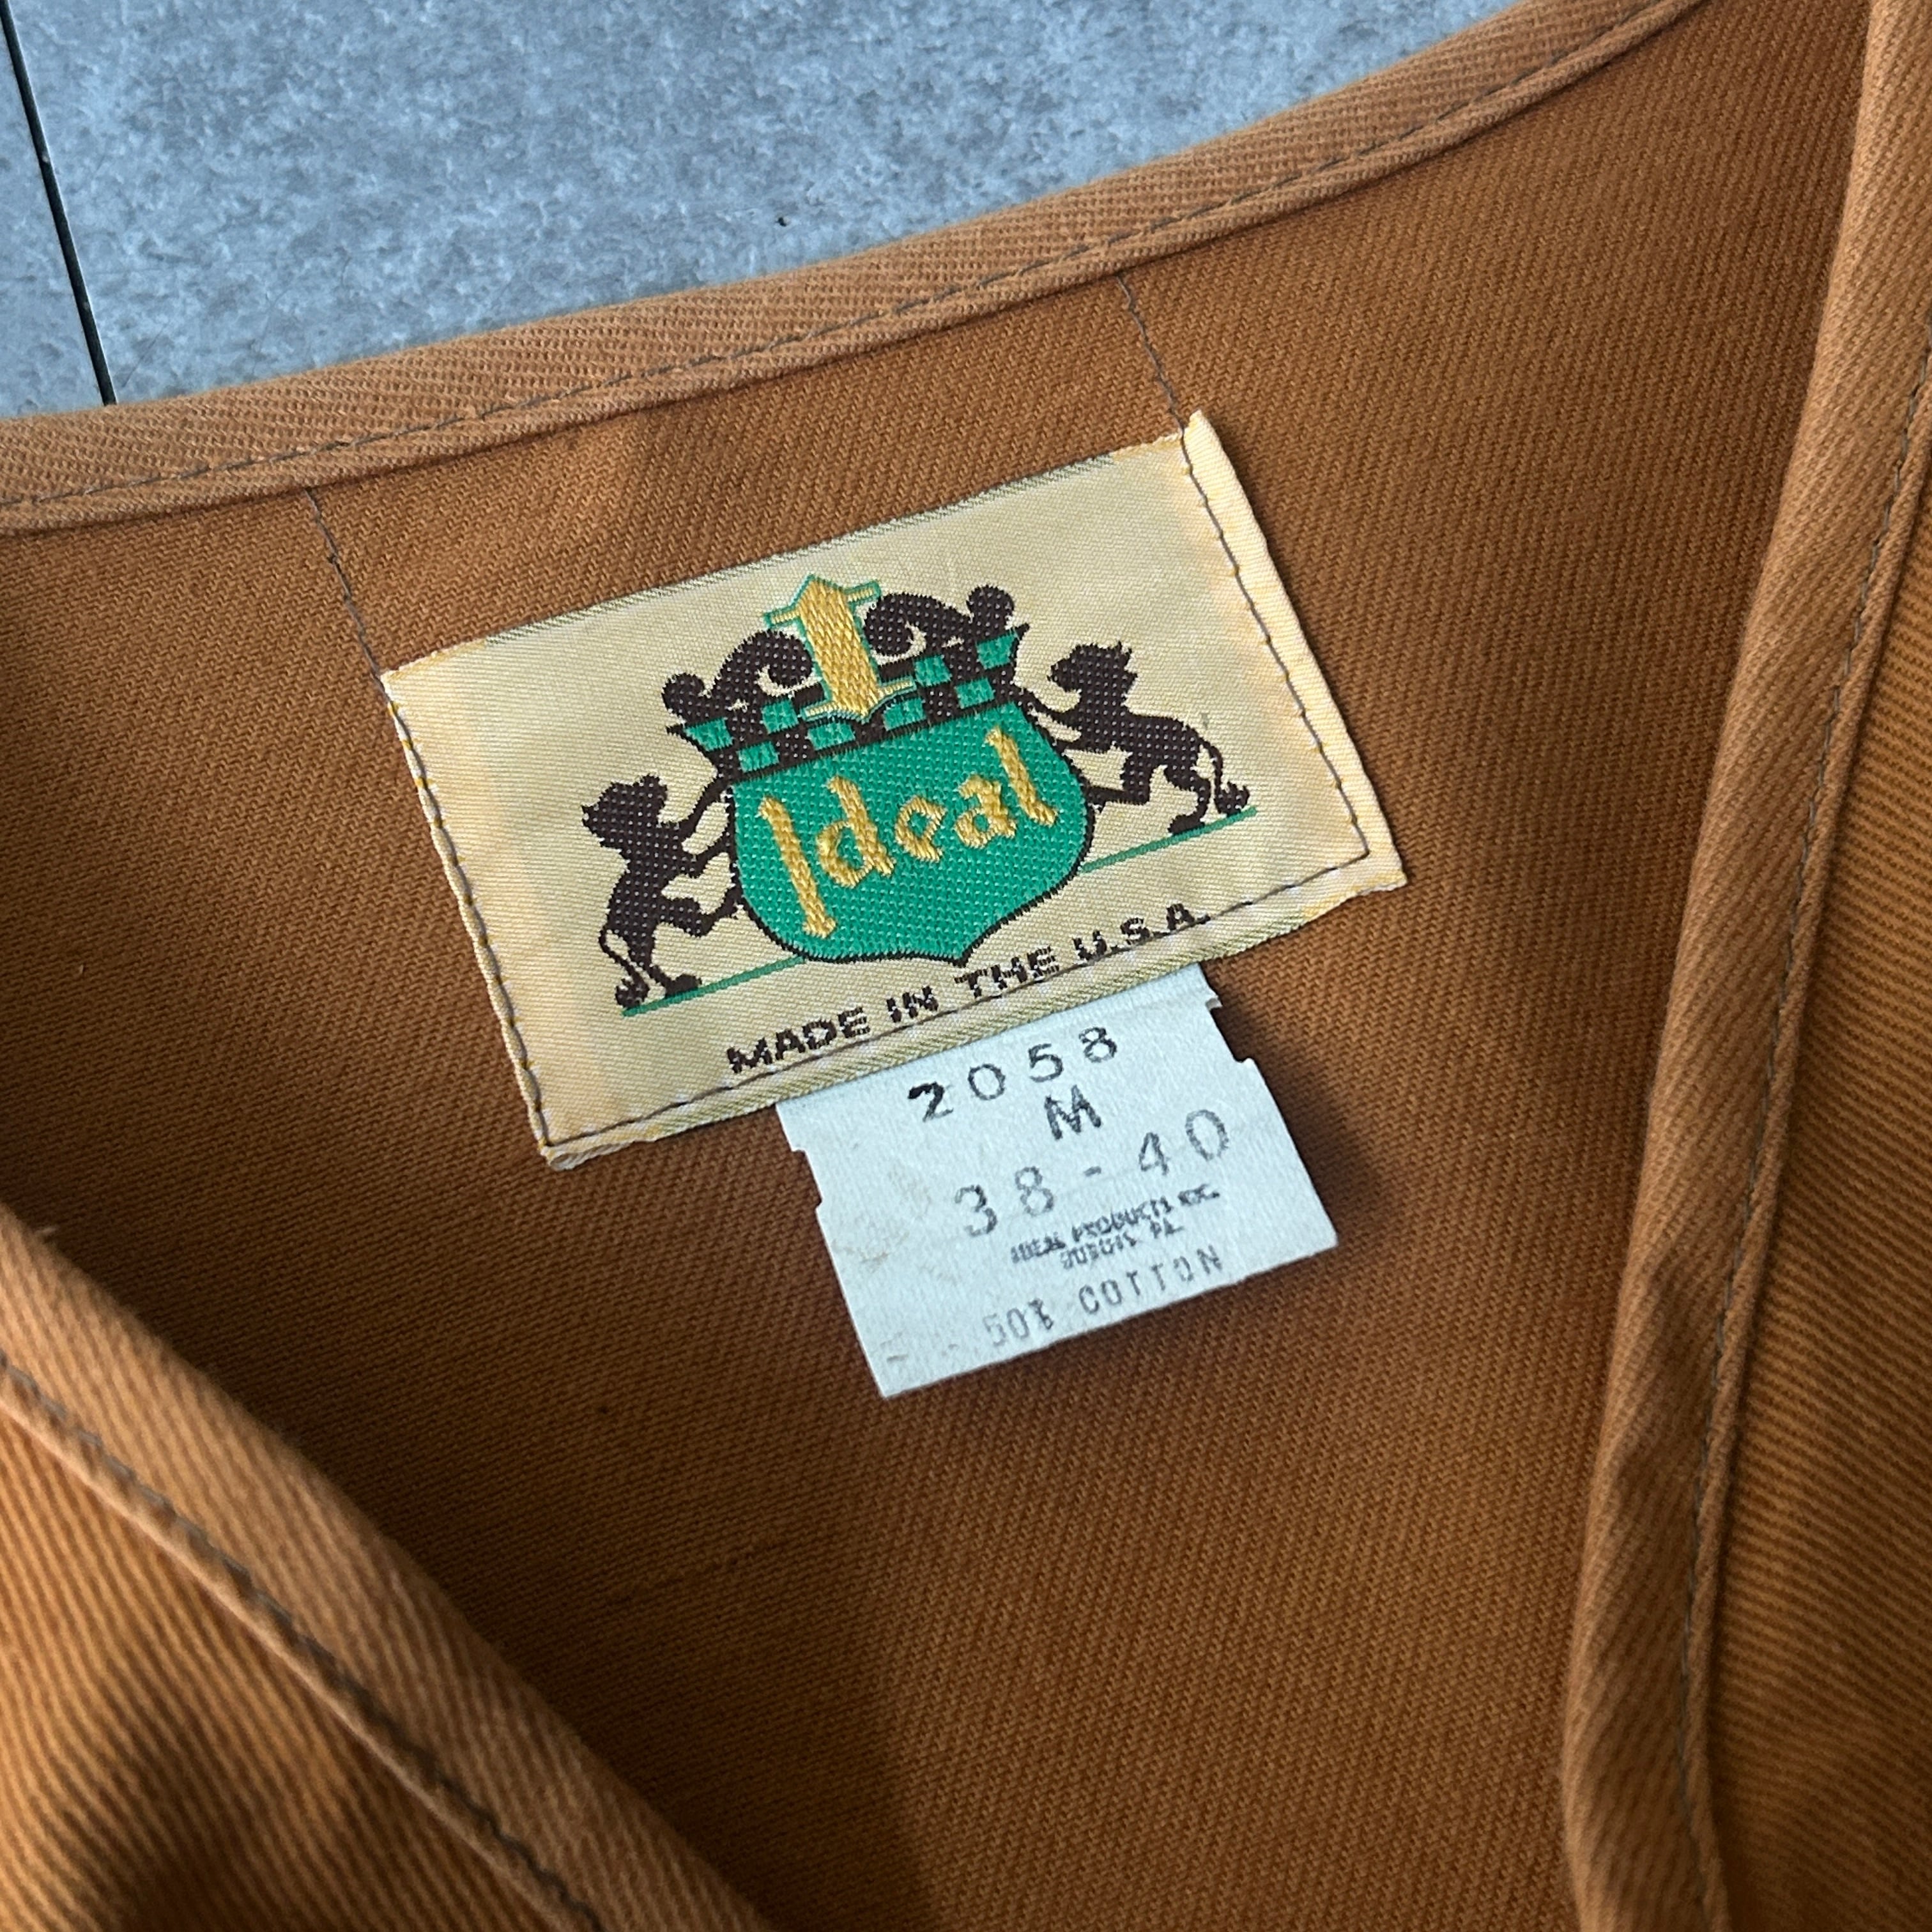 1
Ideal
MADE IN THE U.S.A.
2058
M
38-40
IDEAL PRODUCTS INC.
DUBOIS, PA.
50% COTTON